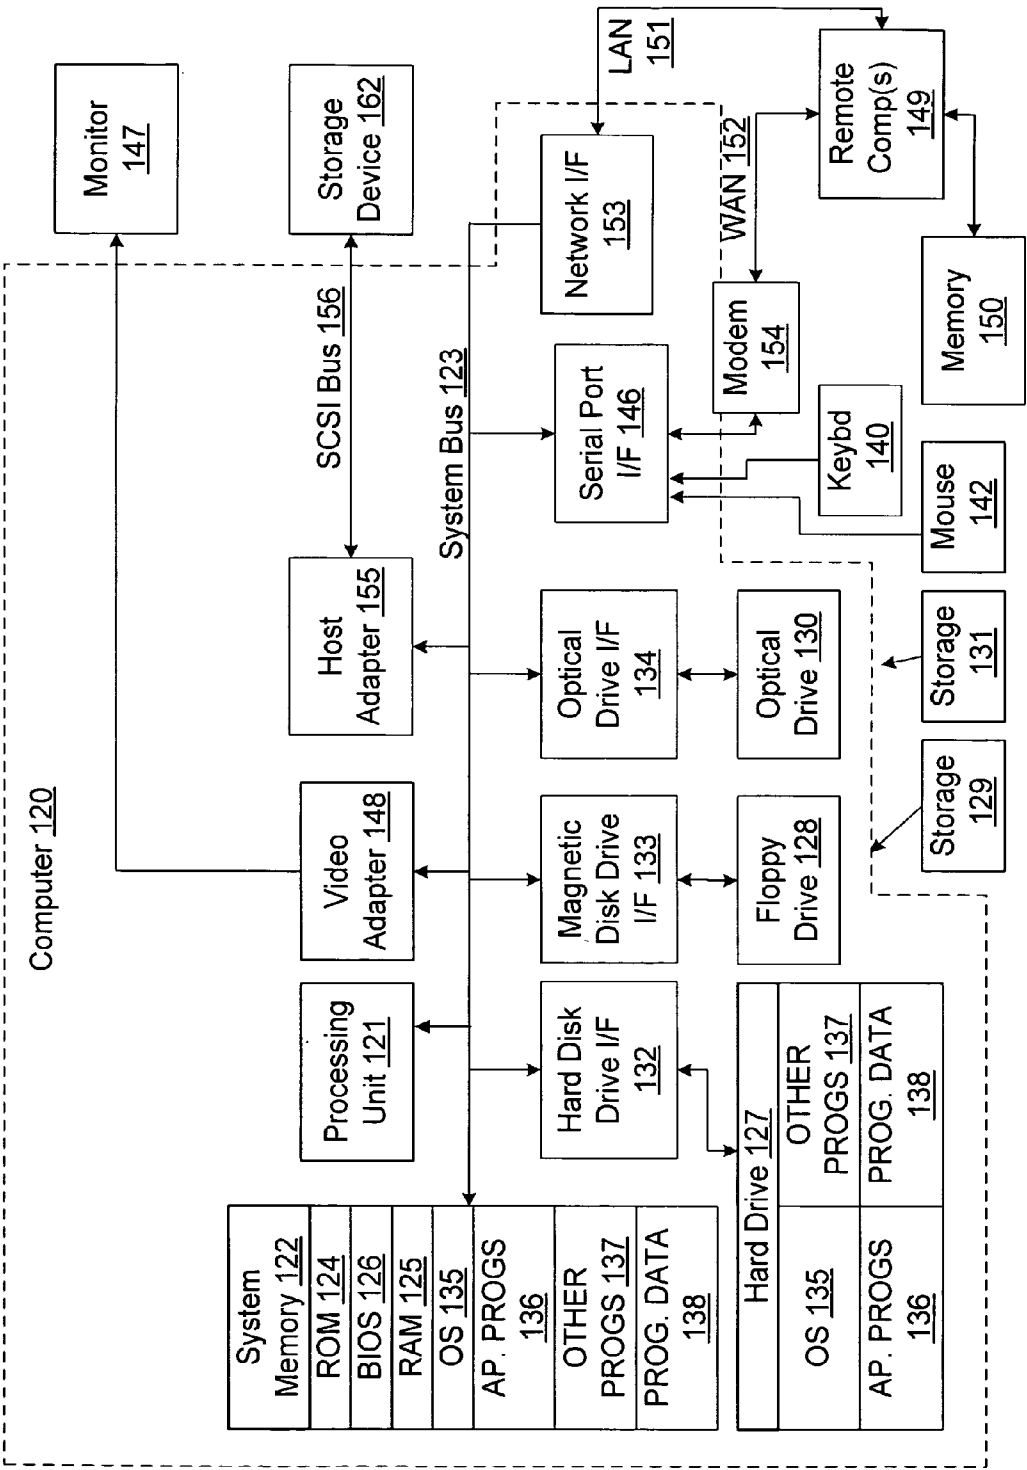 Computer 120
Monitor
147
Storage
Device 162
SCSI Bus 156
Processing
Unit 121
Video
Adapter 148
Host
Adapter 155
System Bus 123
System
Memory 122
ROM 124
BIOS 126
RAM 125
OS 135
AP. PROGS
136
OTHER
PROGS 137
PROG. DATA
138
Hard Disk
Drive I/F
132
Magnetic
Disk Drive
I/F 133
Optical
Drive I/F
134
Serial Port
I/F 146
Network I/F
153
LAN
151
Hard Drive 127
OS 135
OTHER
PROGS 137
AP. PROGS
136
PROG. DATA
138
Floppy
Drive 128
Optical
Drive 130
Modem
154
WAN 152
Remote
Comp(s)
149
Keybd
140
Storage
129
Storage
131
Mouse
142
Memory
150